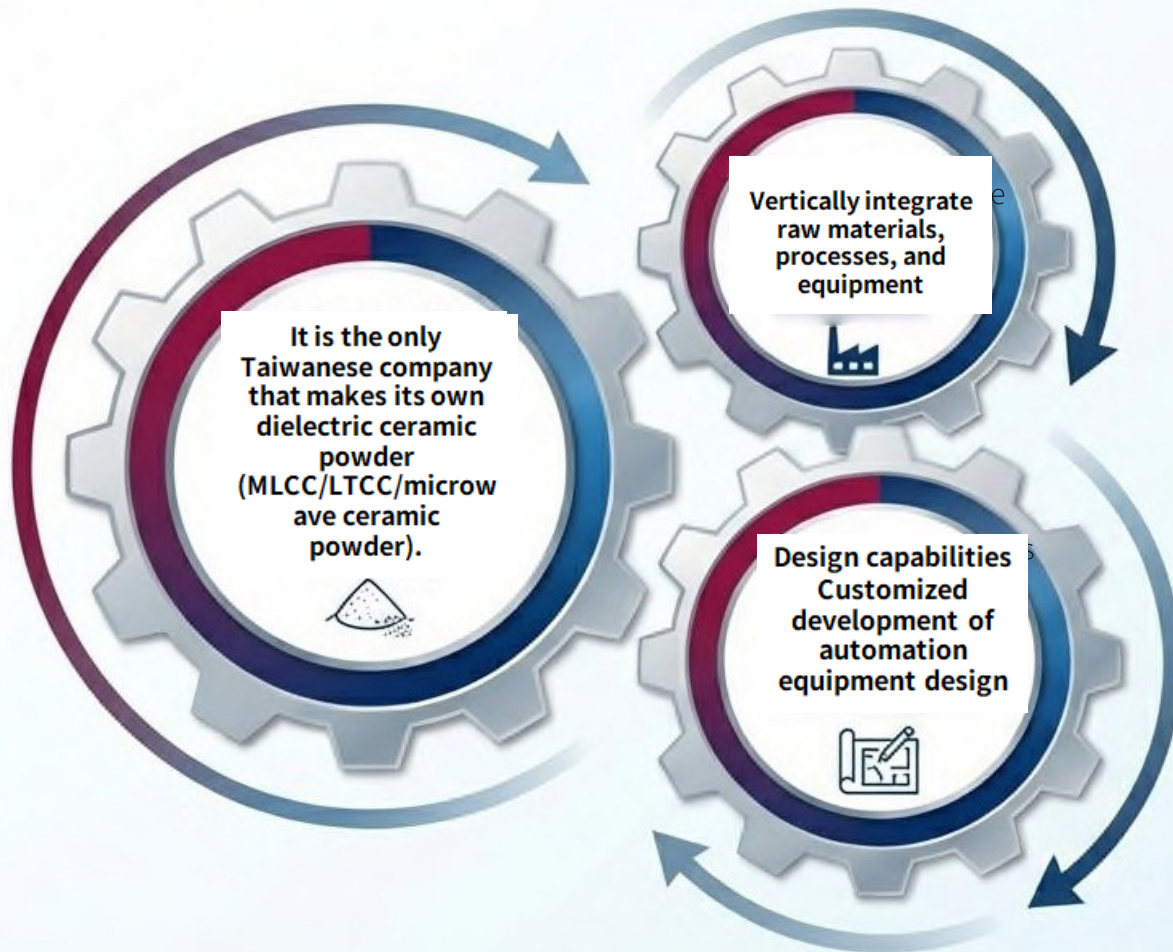 It is the only
Taiwanese company
that makes its own
dielectric ceramic
powder
(MLCC/LTCC/microw
ave ceramic
powder).
Vertically integrate
raw materials,
processes, and
equipment
e
Design capabilities
Customized
development of
automation
equipment design
s